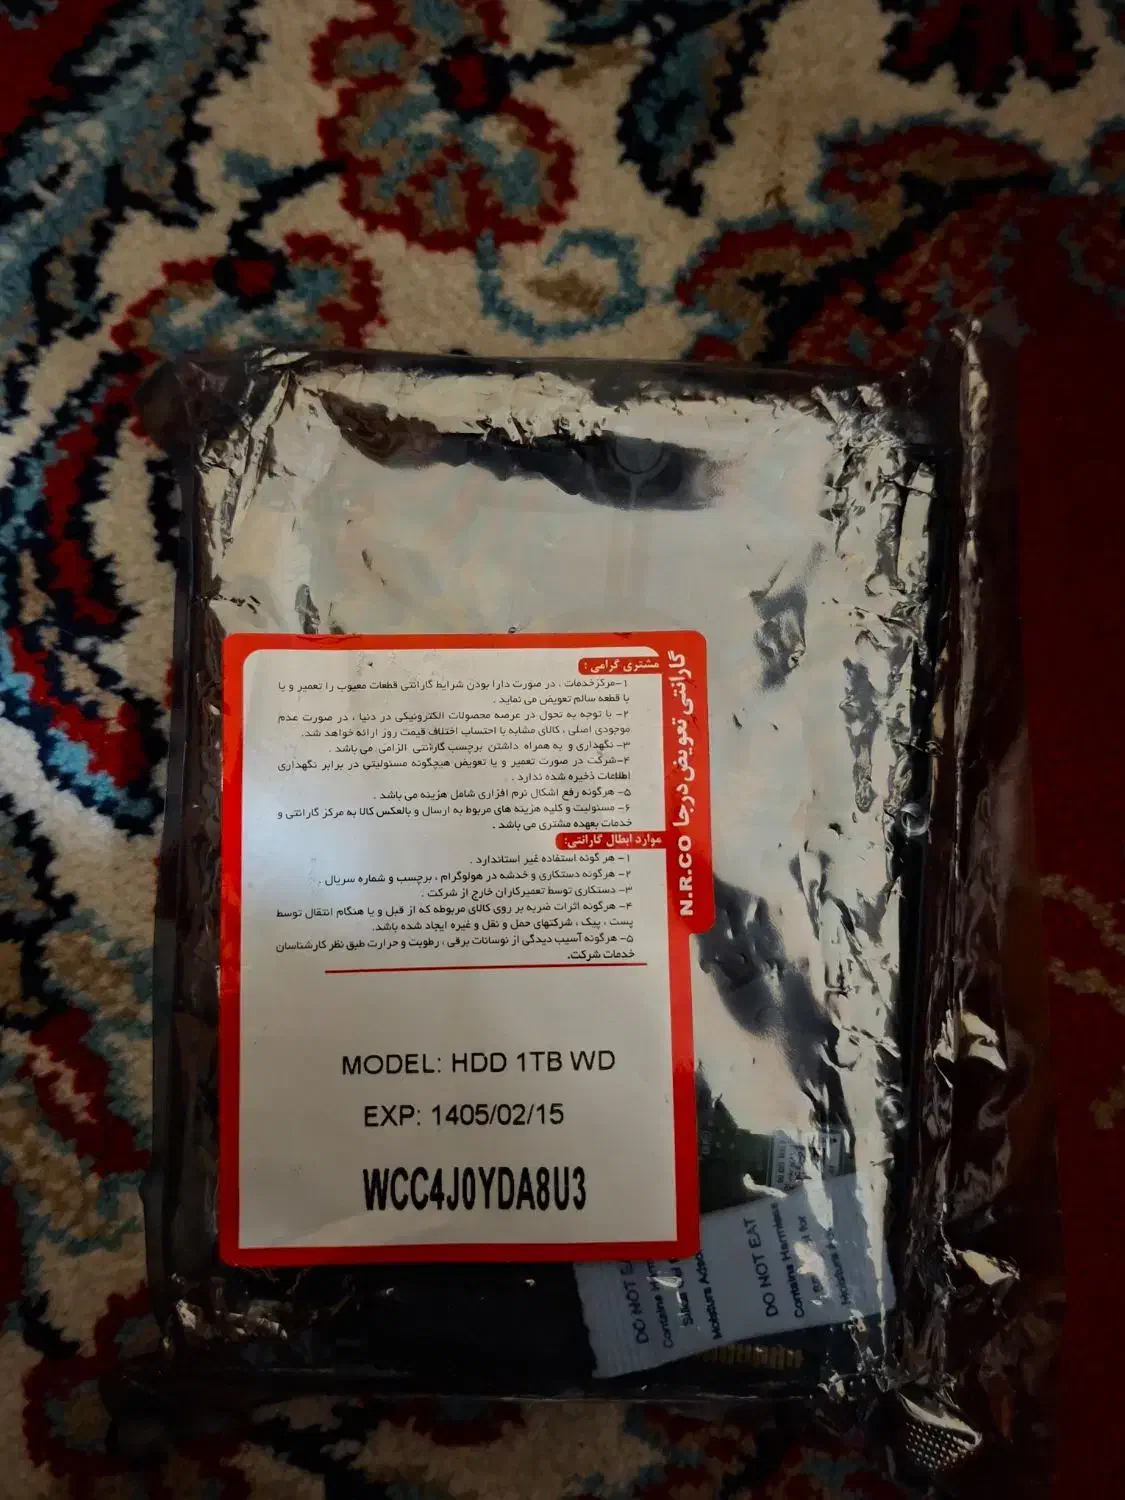 گارانتی تعویض درجا N.R.CO
مشتری گرامی :
۱-مرکزخدمات ، در صورت دارا بودن شرایط گارانتی قطعات معیوب را تعمیر و یا
با قطعه سالم تعویض می نماید .
۲- با توجه به تحول در عرصه محصولات الکترونیکی در دنیا ، در صورت عدم
موجودی اصلی ، کالای مشابه با احتساب اختلاف قیمت روز ارائه خواهد شد.
۳- نگهداری و به همراه داشتن برچسب گارانتی الزامی می باشد .
۴-شرکت در صورت تعمیر و یا تعویض هیچگونه مسئولیتی در برابر نگهداری
اطلاعات ذخیره شده ندارد .
۵- هرگونه رفع اشکال نرم افزاری شامل هزینه می باشد .
۶- مسئولیت و کلیه هزینه های مربوط به ارسال و بالعکس کالا به مرکز گارانتی و
خدمات بعهده مشتری می باشد .
موارد ابطال گارانتی:
۱- هر گونه استفاده غیر استاندارد .
۲- هرگونه دستکاری و خدشه در هولوگرام ، برچسب و شماره سریال .
۳- دستکاری توسط تعمیرکاران خارج از شرکت .
۴- هرگونه اثرات ضربه بر روی کالای مربوطه که از قبل و یا هنگام انتقال توسط
پست ، پیک ، شرکتهای حمل و نقل و غیره ایجاد شده باشد.
۵- هرگونه آسیب دیدگی از نوسانات برقی ، رطوبت و حرارت طبق نظر کارشناسان
خدمات شرکت.
MODEL: HDD 1TB WD
EXP: 1405/02/15
WCC4J0YDA8U3
DO NOT
Silica
Moisture
DO NOT EAT
Contains Harmless
for
Moisture